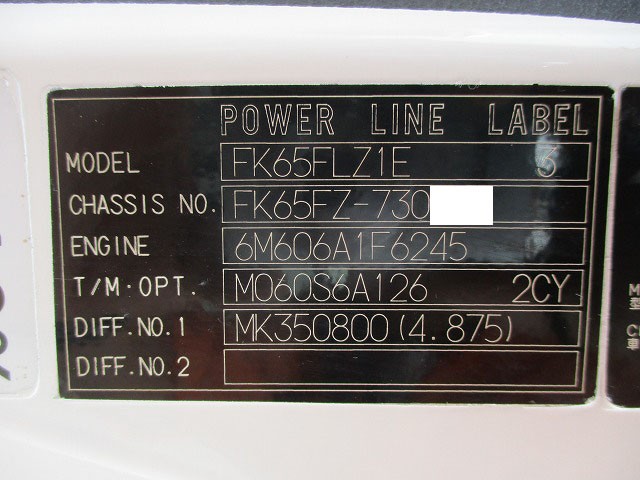 POWER LINE LABEL
MODEL FK65FLZ1E 3
CHASSIS NO. FK65FZ-730
ENGINE 6M606A1F6245
T/M·OPT. M060S6A126 2CY
DIFF.NO.1 MK350800(4.875)
DIFF.NO.2